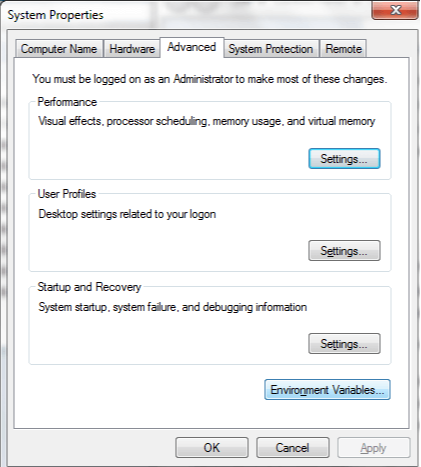 System Properties
Computer Name Hardware Advanced System Protection Remote
You must be logged on as an Administrator to make most of these changes.
Performance
Visual effects, processor scheduling, memory usage, and virtual memory
Settings...
User Profiles
Desktop settings related to your logon
Settings...
Startup and Recovery
System startup, system failure, and debugging information
Settings...
Environment Variables...
OK Cancel Apply